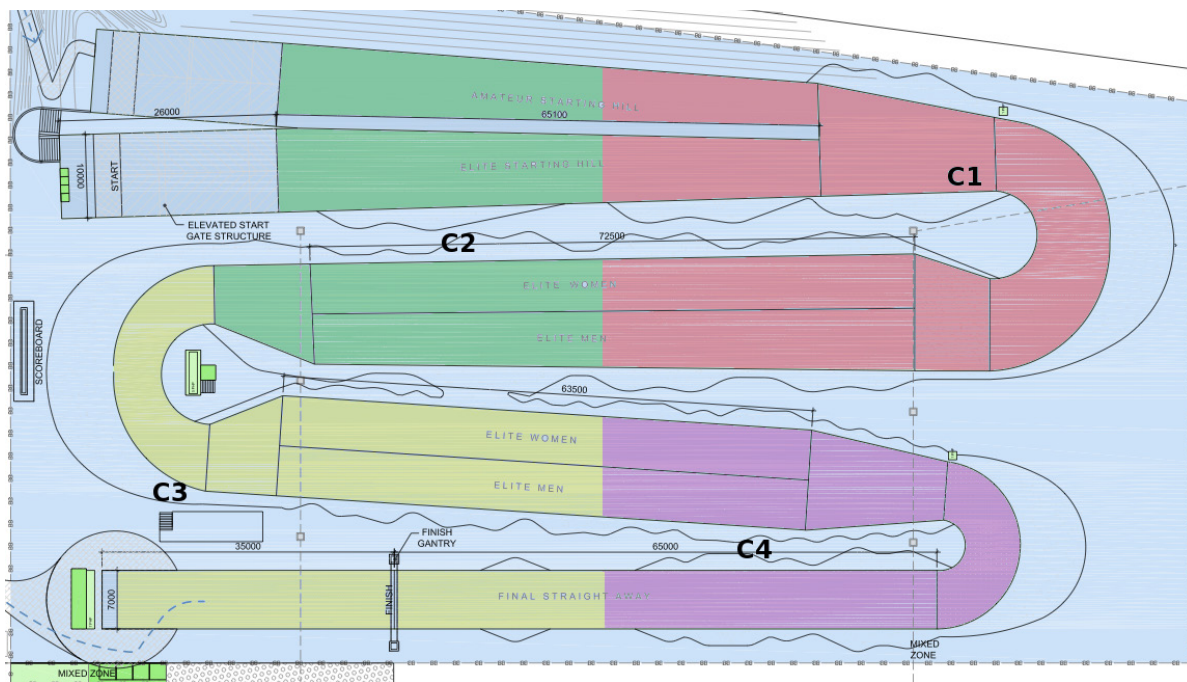 AMATEUR STARTING HILL
26000
65100
10000
START
ELITE STARTING HILL
C1
ELEVATED START
GATE STRUCTURE
C2
72500
ELITE WOMEN
ELITE MEN
SCOREBOARD
63500
ELITE WOMEN
ELITE MEN
C3
FINISH
GANTRY
35000
65000
C4
7000
FINISH
FINAL STRAIGHT AWAY
MIXED
ZONE
MIXED ZONE